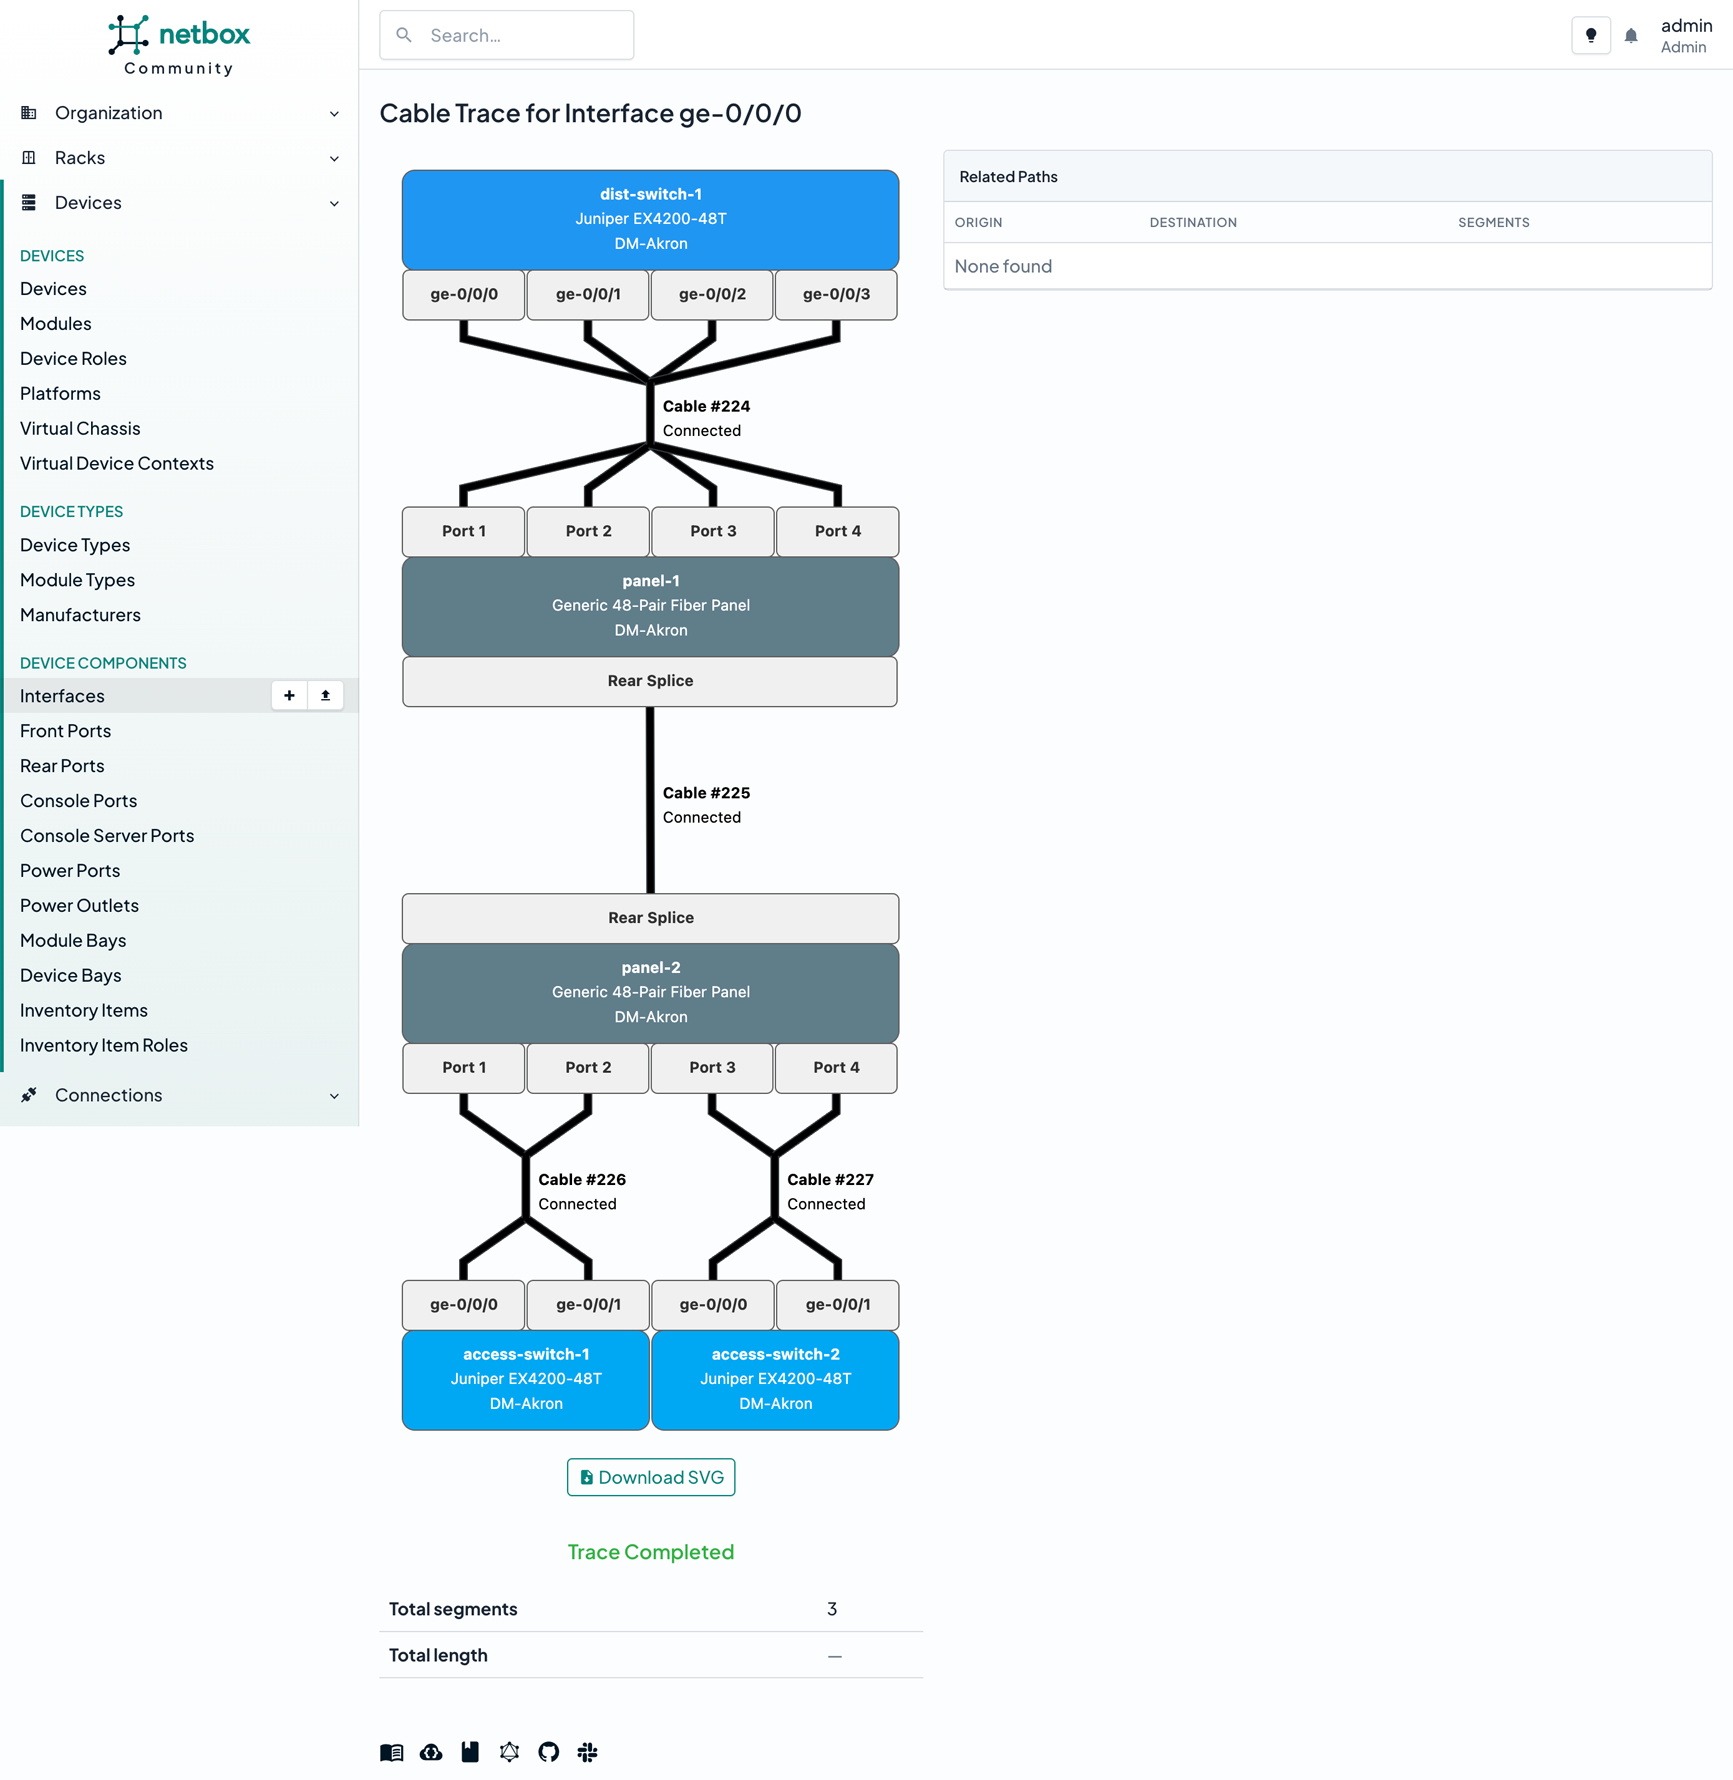 netbox
Community
Search...
admin
Admin
Organization
Racks
Devices
DEVICES
Devices
Modules
Device Roles
Platforms
Virtual Chassis
Virtual Device Contexts
DEVICE TYPES
Device Types
Module Types
Manufacturers
DEVICE COMPONENTS
Interfaces
Front Ports
Rear Ports
Console Ports
Console Server Ports
Power Ports
Power Outlets
Module Bays
Device Bays
Inventory Items
Inventory Item Roles
Connections
Cable Trace for Interface ge-0/0/0
dist-switch-1
Juniper EX4200-48T
DM-Akron
ge-0/0/0 ge-0/0/1 ge-0/0/2 ge-0/0/3
Cable #224
Connected
Port 1 Port 2 Port 3 Port 4
panel-1
Generic 48-Pair Fiber Panel
DM-Akron
Rear Splice
Cable #225
Connected
Rear Splice
panel-2
Generic 48-Pair Fiber Panel
DM-Akron
Port 1 Port 2 Port 3 Port 4
Cable #226
Connected
Cable #227
Connected
ge-0/0/0 ge-0/0/1 ge-0/0/0 ge-0/0/1
access-switch-1
Juniper EX4200-48T
DM-Akron
access-switch-2
Juniper EX4200-48T
DM-Akron
Download SVG
Trace Completed
Total segments 3
Total length —
Related Paths
ORIGIN DESTINATION SEGMENTS
None found